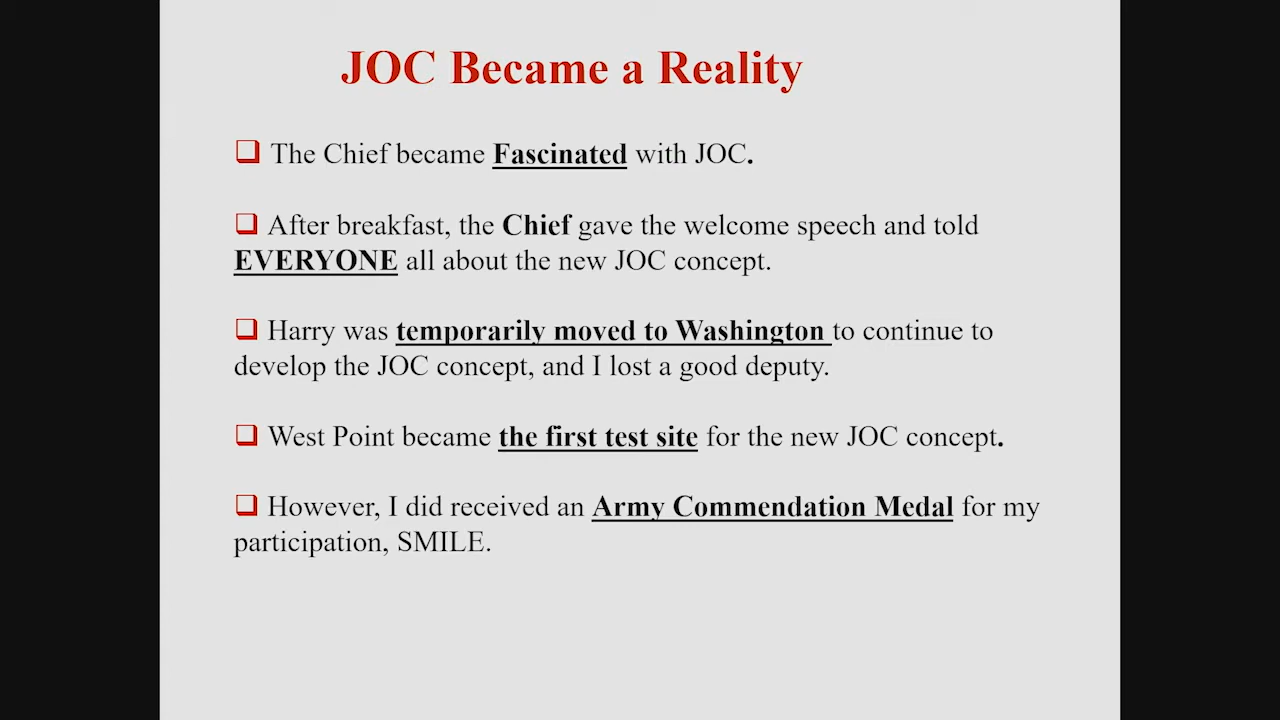 JOC Became a Reality
The Chief became Fascinated with JOC.
After breakfast, the Chief gave the welcome speech and told
EVERYONE all about the new JOC concept.
Harry was temporarily moved to Washington to continue to
develop the JOC concept, and I lost a good deputy.
West Point became the first test site for the new JOC concept.
However, I did received an Army Commendation Medal for my
participation, SMILE.